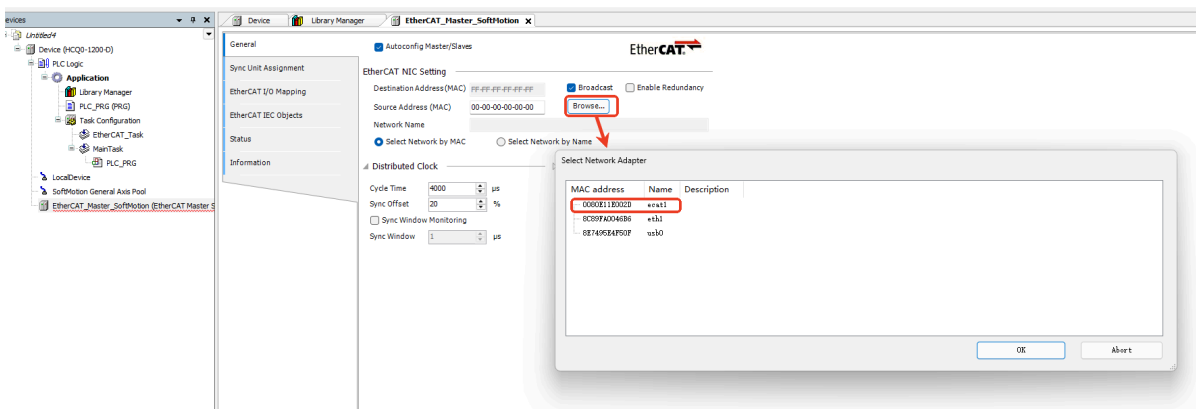 evices
Untitled4
Device (HCQ0-1200-D)
PLC Logic
Application
Library Manager
PLC_PRG (PRG)
Task Configuration
EtherCAT_Task
MainTask
PLC_PRG
LocalDevice
SoftMotion General Axis Pool
EtherCAT_Master_SoftMotion (EtherCAT Master S
Device
Library Manager
EtherCAT_Master_SoftMotion
General
Sync Unit Assignment
EtherCAT I/O Mapping
EtherCAT IEC Objects
Status
Information
Autoconfig Master/Slaves
EtherCAT
EtherCAT NIC Setting
Destination Address (MAC) FF-FF-FF-FF-FF-FF Broadcast Enable Redundancy
Source Address (MAC) 00-00-00-00-00-00 Browse...
Network Name
Select Network by MAC Select Network by Name
Distributed Clock
Cycle Time 4000 µs
Sync Offset 20 %
Sync Window Monitoring
Sync Window 1 µs
Select Network Adapter
MAC address Name Description
0080E11E002D ecat1
8C89FA0046B6 eth1
8E7495E4F50F usb0
OK Abort